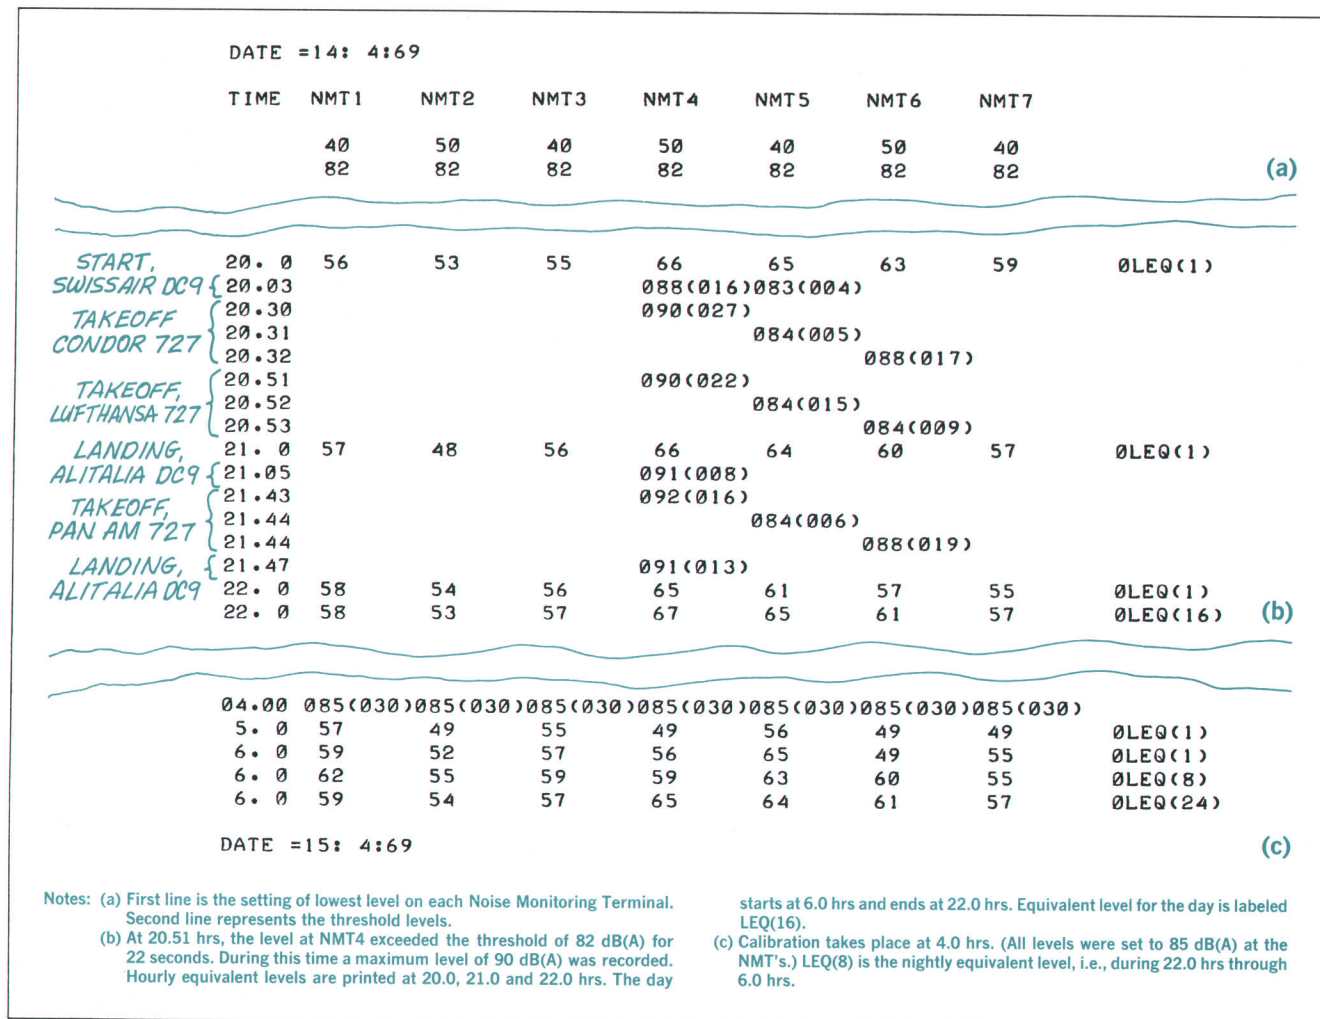 DATE =14: 4:69
TIME NMT1 NMT2 NMT3 NMT4 NMT5 NMT6 NMT7
40 50 40 50 40 50 40
82 82 82 82 82 82 82 (a)
START, 20. 0 56 53 55 66 65 63 59 0LEQ(1)
SWISSAIR DC9 { 20.03 088(016)083(004)
TAKEOFF 20.30 090(027)
CONDOR 727 20.31 084(005)
20.32 088(017)
TAKEOFF, 20.51 090(022)
LUFTHANSA 727 20.52 084(015)
20.53 084(009)
LANDING, 21. 0 57 48 56 66 64 60 57 0LEQ(1)
ALITALIA DC9 { 21.05 091(008)
TAKEOFF, 21.43 092(016)
PAN AM 727 21.44 084(006)
21.44 088(019)
LANDING, { 21.47 091(013)
ALITALIA DC9 22. 0 58 54 56 65 61 57 55 0LEQ(1)
22. 0 58 53 57 67 65 61 57 0LEQ(16) (b)
04.00 085(030)085(030)085(030)085(030)085(030)085(030)085(030)
5. 0 57 49 55 49 56 49 49 0LEQ(1)
6. 0 59 52 57 56 65 49 55 0LEQ(1)
6. 0 62 55 59 59 63 60 55 0LEQ(8)
6. 0 59 54 57 65 64 61 57 0LEQ(24)
DATE =15: 4:69 (c)
Notes: (a) First line is the setting of lowest level on each Noise Monitoring Terminal.
Second line represents the threshold levels.
(b) At 20.51 hrs, the level at NMT4 exceeded the threshold of 82 dB(A) for
22 seconds. During this time a maximum level of 90 dB(A) was recorded.
Hourly equivalent levels are printed at 20.0, 21.0 and 22.0 hrs. The day
starts at 6.0 hrs and ends at 22.0 hrs. Equivalent level for the day is labeled
LEQ(16).
(c) Calibration takes place at 4.0 hrs. (All levels were set to 85 dB(A) at the
NMT's.) LEQ(8) is the nightly equivalent level, i.e., during 22.0 hrs through
6.0 hrs.